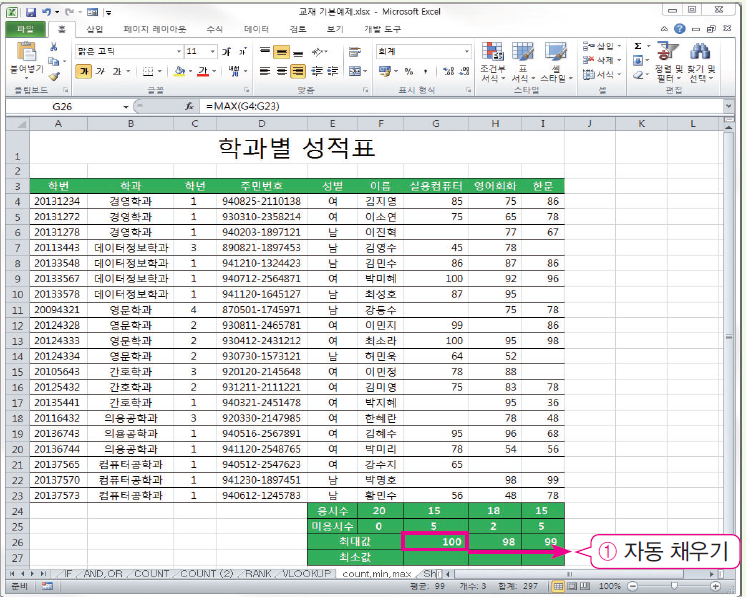 교재 기본예제.xlsx - Microsoft Excel
파일 홈 삽입 페이지 레이아웃 수식 데이터 검토 보기 개발 도구
붙여넣기 맑은 고딕 11 가 가 회계 조건부 서식 표 서식 셀 스타일 삽입 삭제 서식 정렬 및 필터 찾기 및 선택
클립보드 글꼴 맞춤 표시 형식 스타일 셀 편집
G26 fx =MAX(G4:G23)
A B C D E F G H I J K L
1 학과별 성적표
2
3 학번 학과 학년 주민번호 성별 이름 실용컴퓨터 영어회화 한문
4 20131234 경영학과 1 940825-2110138 여 김지영 85 75 86
5 20131272 경영학과 1 930310-2358214 여 이소연 75 65 78
6 20131278 경영학과 1 940203-1897121 남 이진혁 77 67
7 20113443 데이터정보학과 3 890821-1897453 남 김영수 45 78
8 20133548 데이터정보학과 1 941210-1324423 남 김민수 86 87 86
9 20133567 데이터정보학과 1 940712-2564871 여 박미혜 100 92 96
10 20133578 데이터정보학과 1 941120-1645127 남 최성호 87 95
11 20094321 영문학과 4 870501-1745971 남 강동수 75 78
12 20124328 영문학과 2 930811-2465781 여 이민지 99 86
13 20124333 영문학과 2 930412-2431212 여 최소라 100 95 98
14 20124334 영문학과 2 930730-1573121 남 허민욱 64 52
15 20105643 간호학과 3 920120-2145648 여 이민정 78 88
16 20125432 간호학과 2 931211-2111221 여 김미영 75 83 78
17 20135441 간호학과 1 940321-2451478 여 박지혜 95 36
18 20116432 의용공학과 3 920330-2147985 여 한혜란 78 48
19 20136743 의용공학과 1 940516-2567891 여 김혜수 95 96 68
20 20136744 의용공학과 1 941120-2548765 여 박미리 78 54 56
21 20137565 컴퓨터공학과 1 940512-2547623 여 강수지 65
22 20137570 컴퓨터공학과 1 941230-1897451 남 박명호 98 99
23 20137573 컴퓨터공학과 1 940612-1245783 남 황민수 56 48 78
24 응시수 20 15 18 15
25 미응시수 0 5 2 5
26 최대값 100 98 99
① 자동 채우기
27 최소값
IF AND,OR COUNT COUNT (2) RANK VLOOKUP count,min,max Sh
준비 평균: 99 개수: 3 합계: 297 100%